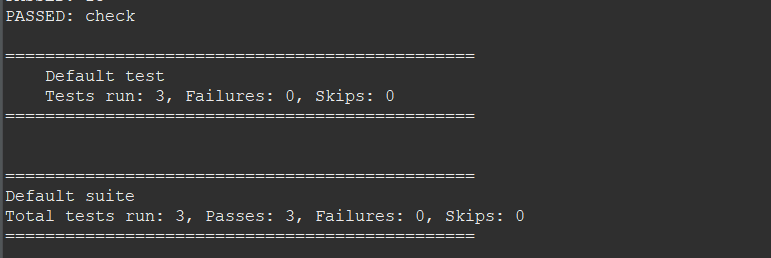 PASSED: check
===============================================
    Default test
    Tests run: 3, Failures: 0, Skips: 0
===============================================
===============================================
Default suite
Total tests run: 3, Passes: 3, Failures: 0, Skips: 0
===============================================